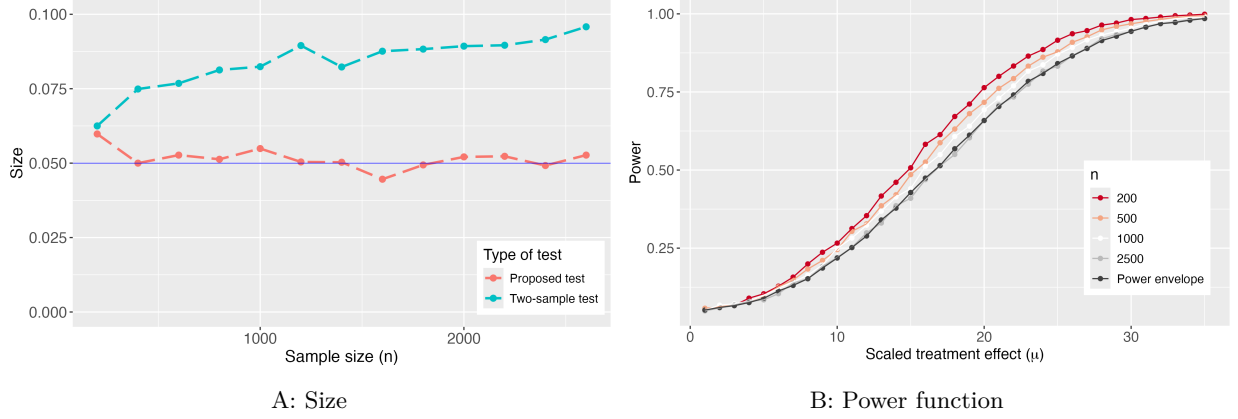 0.100
0.075
0.050
0.025
0.000
Size
1000
2000
Sample size (n)
Type of test
Proposed test
Two-sample test
A: Size
1.00
0.75
0.50
0.25
Power
0
10
20
30
Scaled treatment effect (μ)
n
200
500
1000
2500
Power envelope
B: Power function